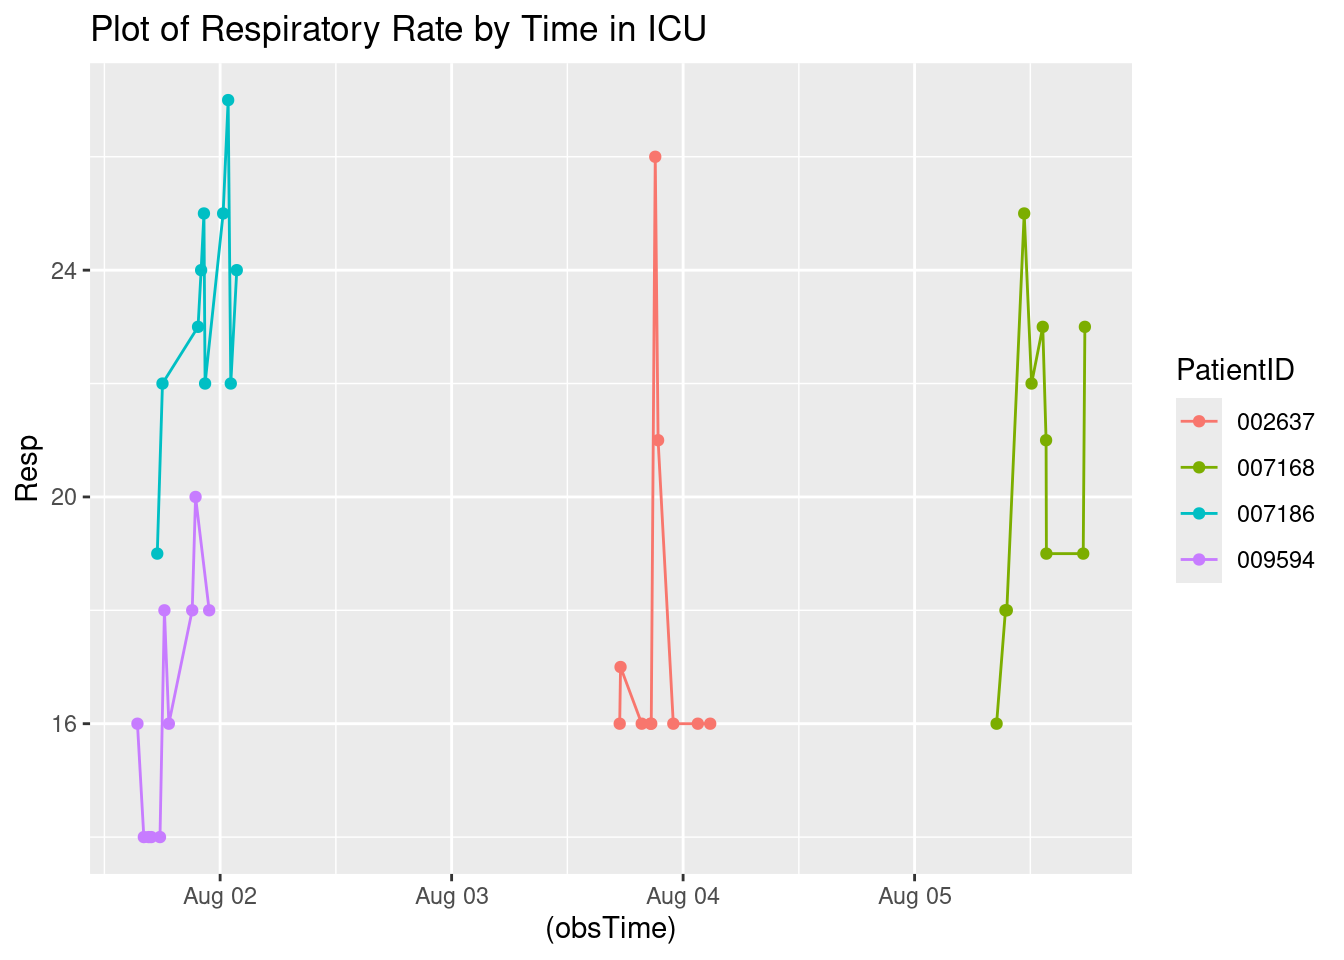 Plot of Respiratory Rate by Time in ICU
Resp
24
20
16
Aug 02
Aug 03
Aug 04
Aug 05
(obsTime)
PatientID
002637
007168
007186
009594